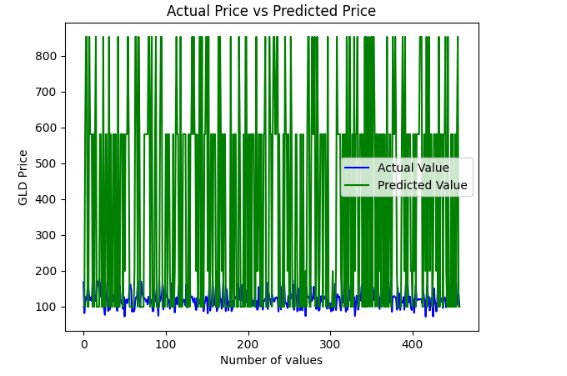 Actual Price vs Predicted Price
800
700
600
500
400
300
200
100
GLD Price
Actual Value
Predicted Value
0
100
200
300
400
Number of values